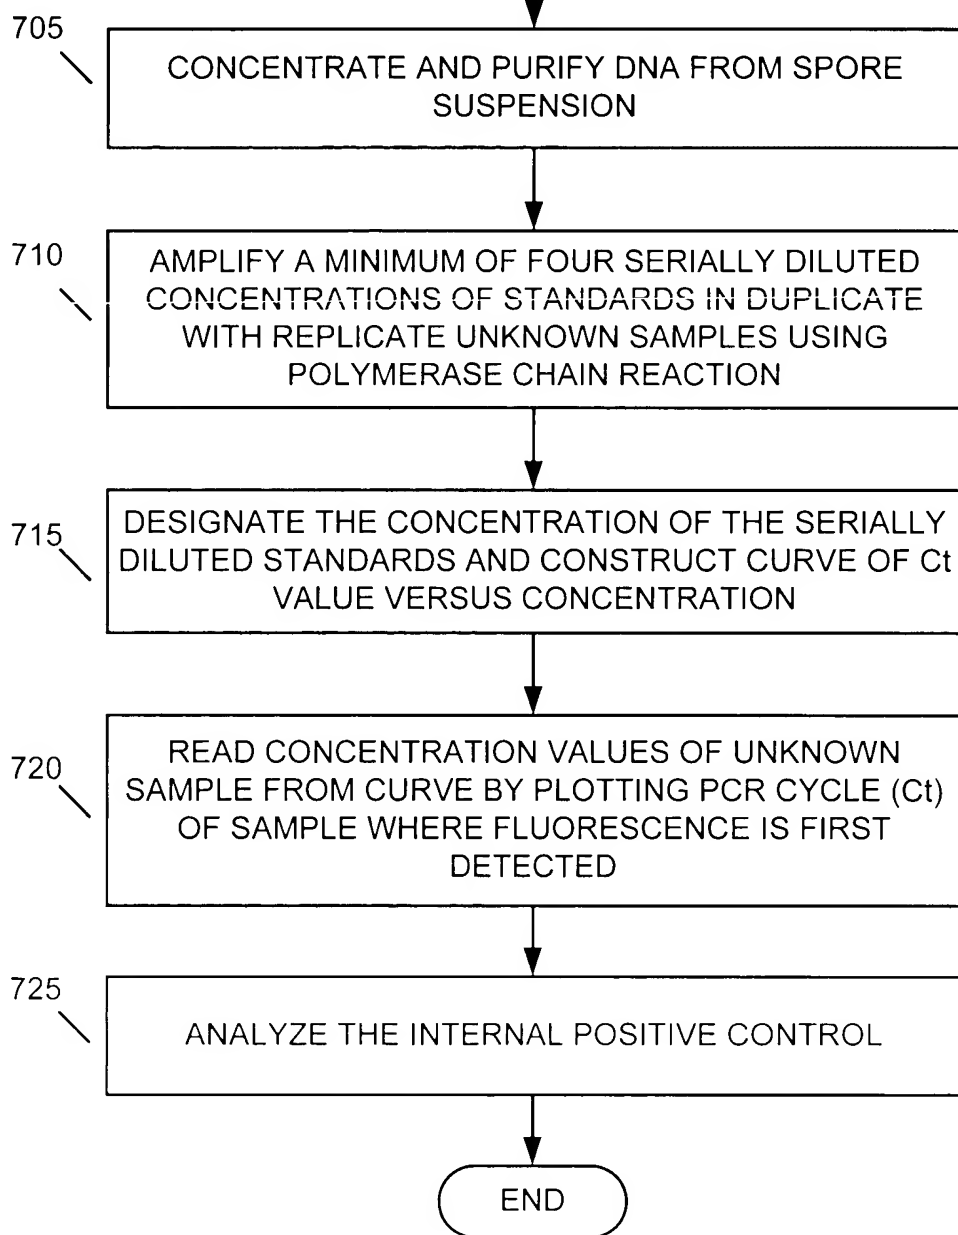 705
CONCENTRATE AND PURIFY DNA FROM SPORE
SUSPENSION
710
AMPLIFY A MINIMUM OF FOUR SERIALLY DILUTED
CONCENTRATIONS OF STANDARDS IN DUPLICATE
WITH REPLICATE UNKNOWN SAMPLES USING
POLYMERASE CHAIN REACTION
715
DESIGNATE THE CONCENTRATION OF THE SERIALLY
DILUTED STANDARDS AND CONSTRUCT CURVE OF Ct
VALUE VERSUS CONCENTRATION
720
READ CONCENTRATION VALUES OF UNKNOWN
SAMPLE FROM CURVE BY PLOTTING PCR CYCLE (Ct)
OF SAMPLE WHERE FLUORESCENCE IS FIRST
DETECTED
725
ANALYZE THE INTERNAL POSITIVE CONTROL
END